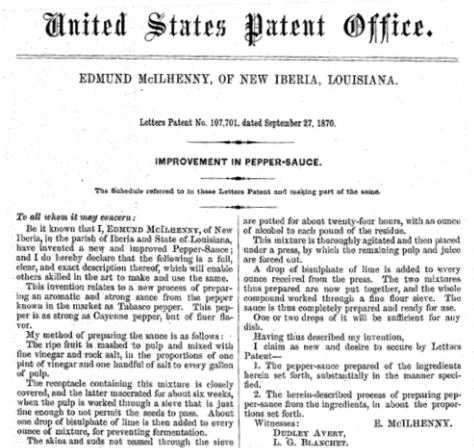 United States Patent Office.
EDMUND McILHENNY, OF NEW IBERIA, LOUISIANA.
Letters Patent No. 107,701, dated September 27, 1870.
IMPROVEMENT IN PEPPER-SAUCE.
The Schedule referred to in these Letters Patent and making part of the same.
To all whom it may concern:
Be it known that I, EDMUND McILHENNY, of New
Iberia, in the parish of Iberia and State of Louisiana,
have invented a new and improved Pepper-Sauce;
and I do hereby declare that the following is a full,
clear, and exact description thereof, which will enable
others skilled in the art to make and use the same.
This invention relates to a new process of prepar-
ing an aromatic and strong sauce from the pepper
known in the market as Tabasco pepper. This pep-
per is as strong as Cayenne pepper, but of finer fla-
vor.
My method of preparing the sauce is as follows:
The ripe fruit is mashed to pulp and mixed with
fine vinegar and rock salt, in the proportions of one
pint of vinegar and one handful of salt to every gallon
of pulp.
The receptacle containing this mixture is closely
covered, and the latter macerated for about six weeks,
when the pulp is worked through a sieve that is just
fine enough to not permit the seeds to pass. About
one drop of bisulphate of lime is then added to every
ounce of mixture, for preventing fermentation.
The skins and suds not passed through the sieve
are potted for about twenty-four hours, with an ounce
of alcohol to each pound of the residue.
This mixture is thoroughly agitated and then placed
under a press, by which the remaining pulp and juice
are forced out.
A drop of bisulphate of lime is added to every
ounce received from the press. The two mixtures
thus prepared are now put together, and the whole
compound worked through a fine flour sieve. The
sauce is thus completely prepared and ready for use.
One or two drops of it will be sufficient for any
dish.
Having thus described my invention,
I claim as new and desire to secure by Letters
Patent—
1. The pepper-sauce prepared of the ingredients
herein set forth, substantially in the manner speci-
fied.
2. The herein-described process of preparing pep-
per-sauce from the ingredients, in about the propor-
tions set forth.
E. McILHENNY.
Witnesses:
DUDLEY AVERY,
L. G. BLANCHET.